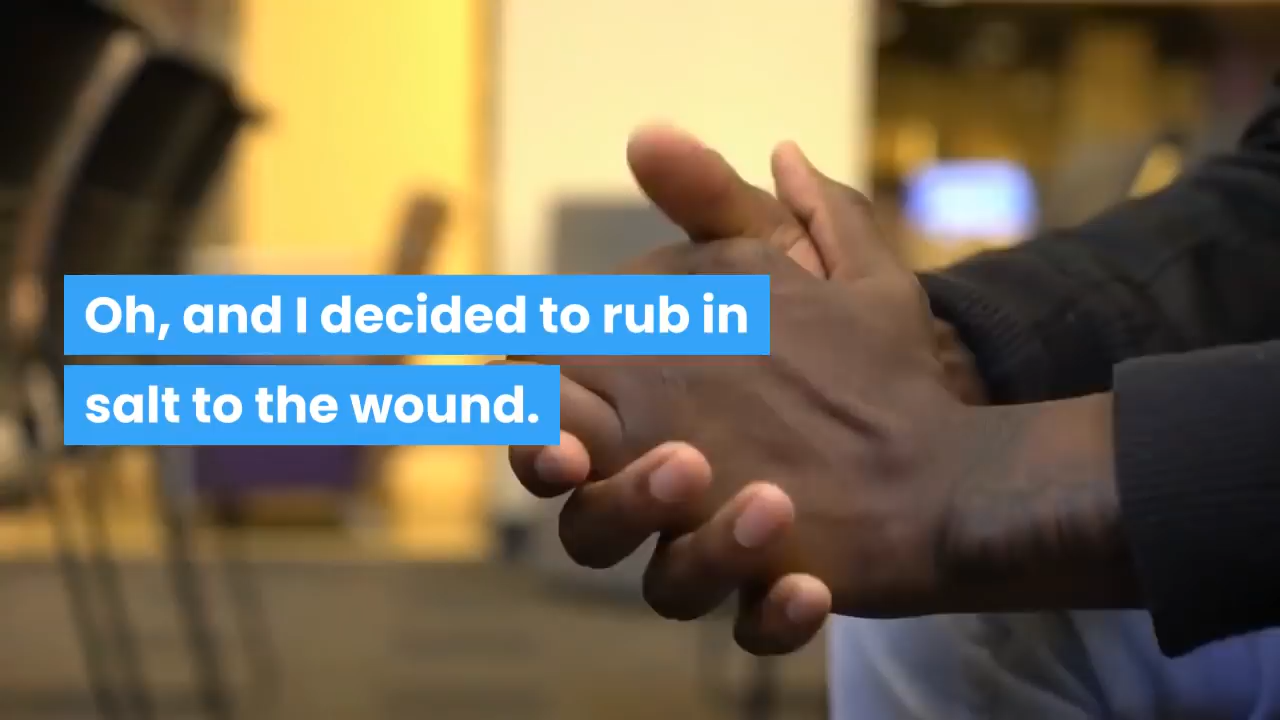 Oh, and I decided to rub in
salt to the wound.